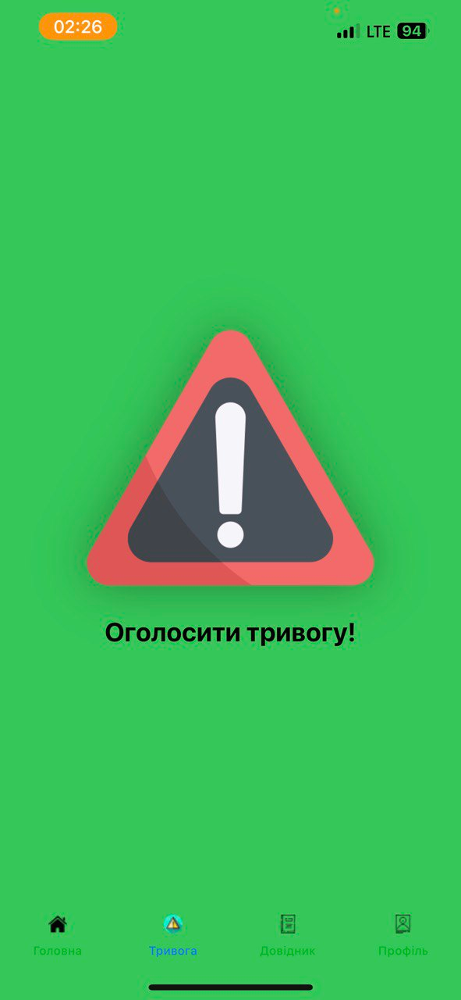 02:26
LTE 94
Оголосити тривогу!
Головна Тривога Довідник Профіль